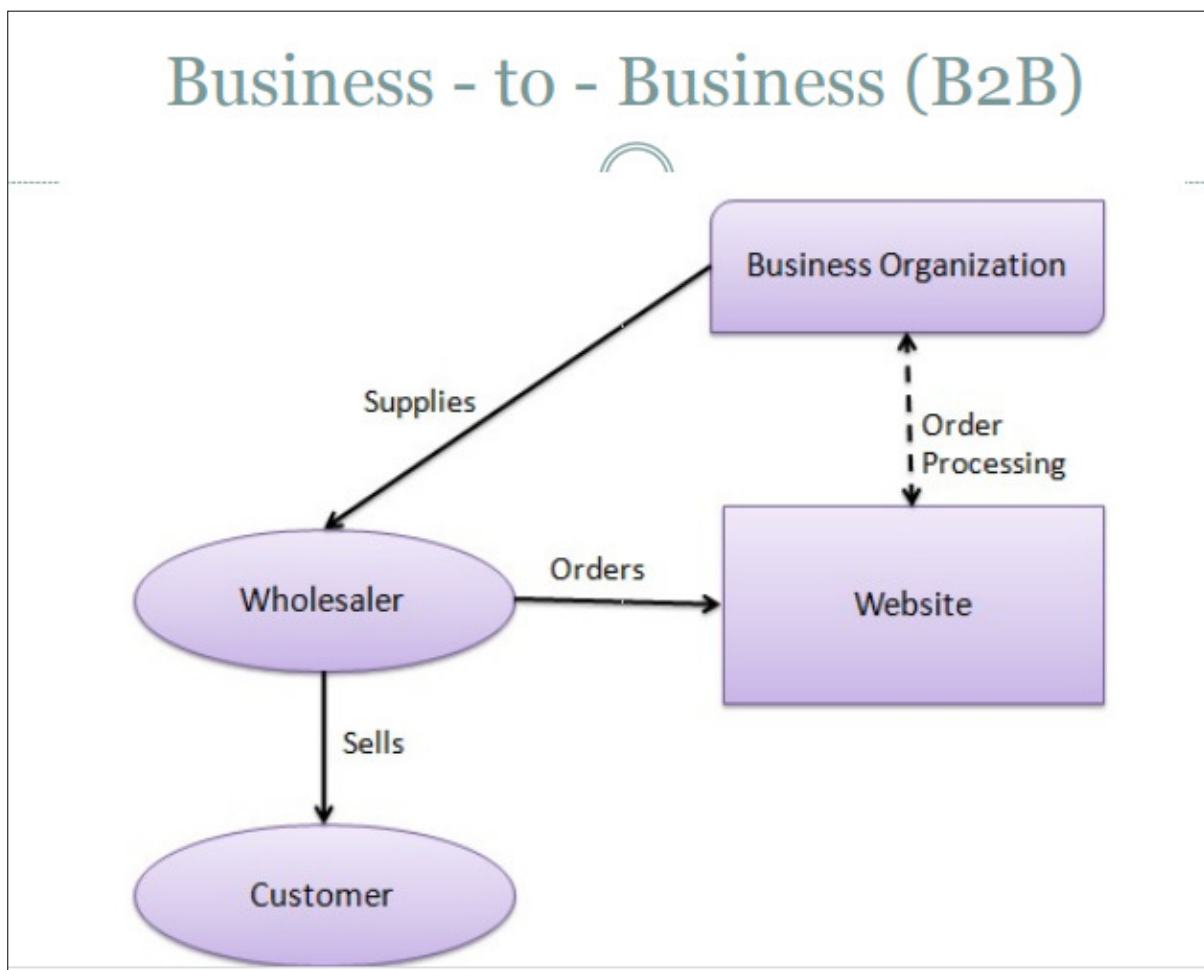 Business - to - Business (B2B)
Business Organization
Supplies
Order
Processing
Orders
Wholesaler
Website
Sells
Customer